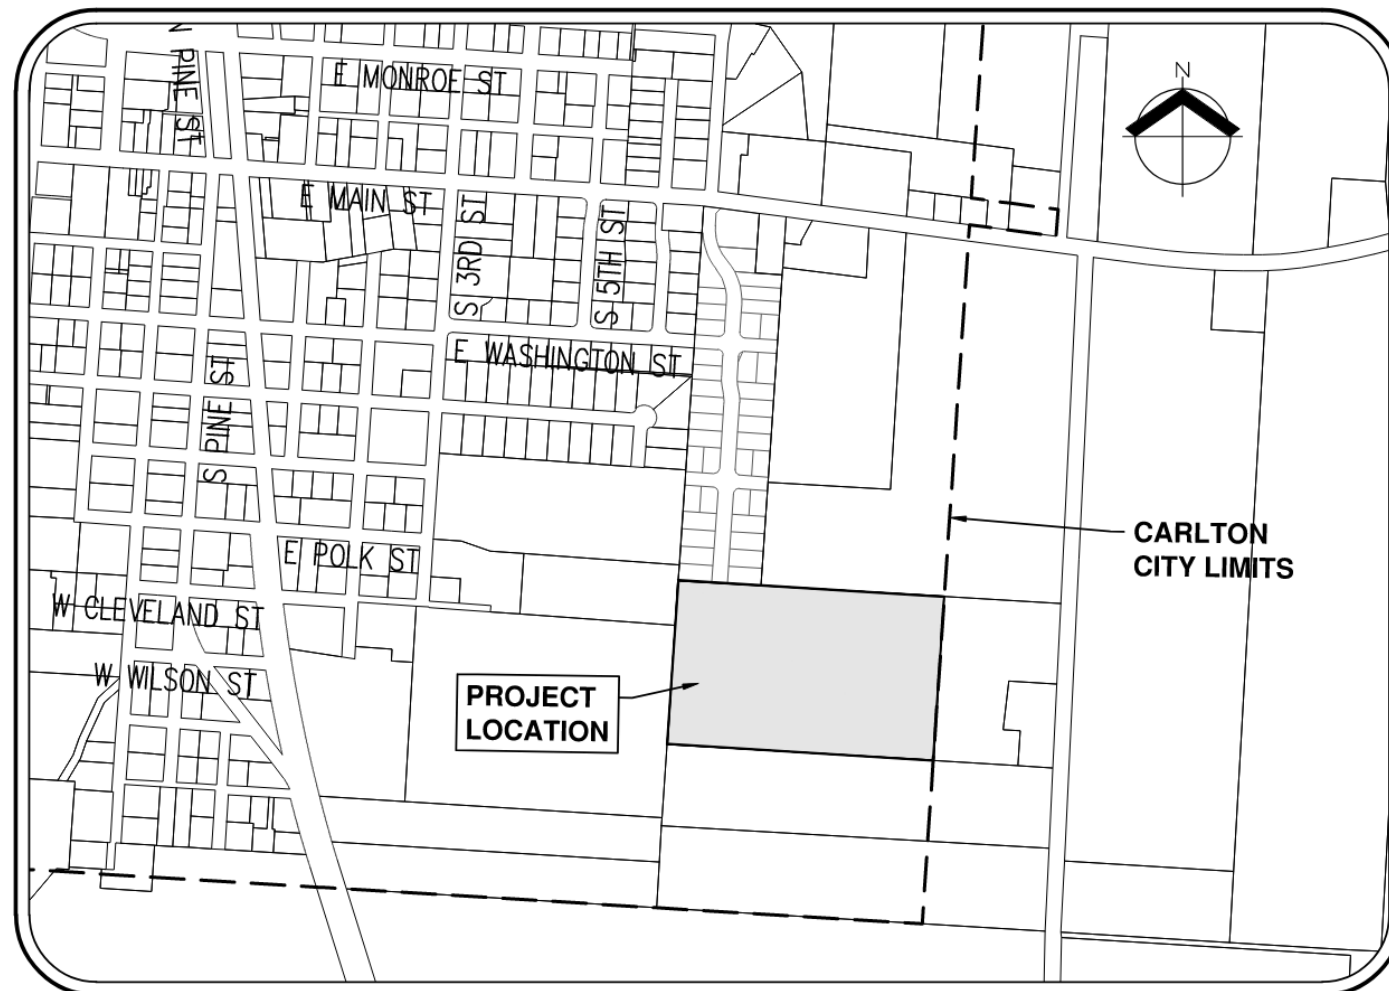 N PINE ST
E MONROE ST
N
E MAIN ST
S 3RD ST
S 5TH ST
E WASHINGTON ST
S PINE ST
CARLTON
CITY LIMITS
E POLK ST
W CLEVELAND ST
W WILSON ST
PROJECT
LOCATION